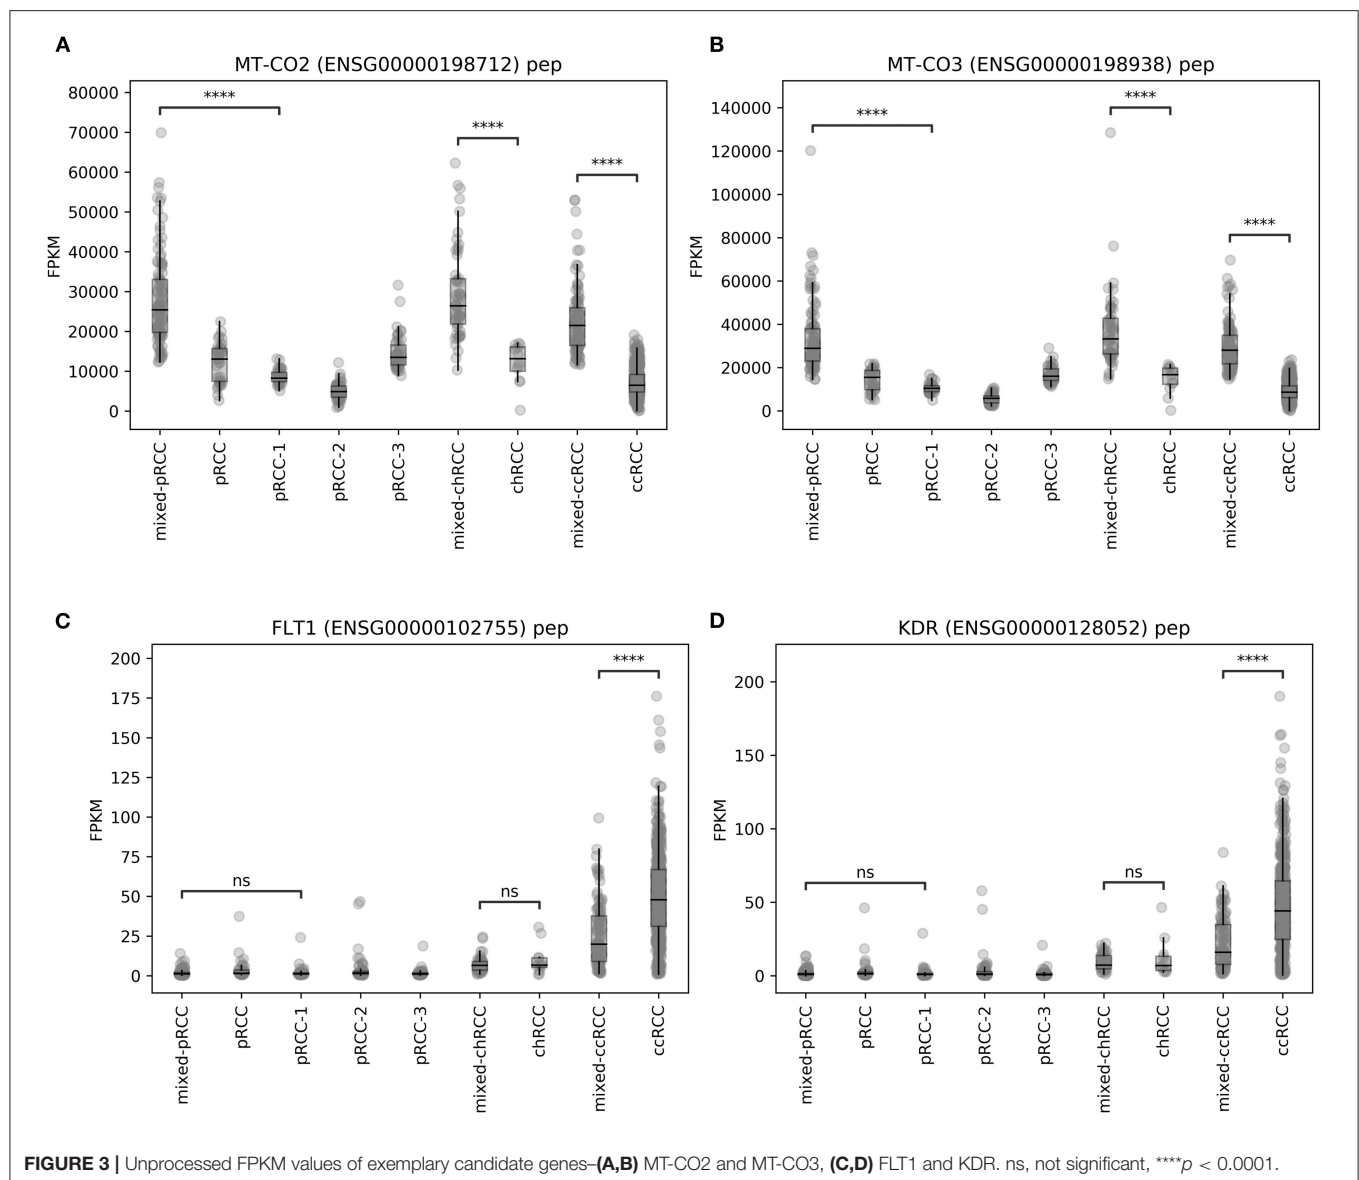 A
MT-CO2 (ENSG00000198712) pep
FPKM
80000
70000
60000
50000
40000
30000
20000
10000
0
****
****
****
mixed-pRCC
pRCC
pRCC-1
pRCC-2
pRCC-3
mixed-chRCC
chRCC
mixed-ccRCC
ccRCC
B
MT-CO3 (ENSG00000198938) pep
FPKM
140000
120000
100000
80000
60000
40000
20000
0
****
****
****
mixed-pRCC
pRCC
pRCC-1
pRCC-2
pRCC-3
mixed-chRCC
chRCC
mixed-ccRCC
ccRCC
C
FLT1 (ENSG00000102755) pep
FPKM
200
175
150
125
100
75
50
25
0
ns
ns
****
mixed-pRCC
pRCC
pRCC-1
pRCC-2
pRCC-3
mixed-chRCC
chRCC
mixed-ccRCC
ccRCC
D
KDR (ENSG00000128052) pep
FPKM
200
150
100
50
0
ns
ns
****
mixed-pRCC
pRCC
pRCC-1
pRCC-2
pRCC-3
mixed-chRCC
chRCC
mixed-ccRCC
ccRCC
FIGURE 3 | Unprocessed FPKM values of exemplary candidate genes–(A,B) MT-CO2 and MT-CO3, (C,D) FLT1 and KDR. ns, not significant, ****p < 0.0001.